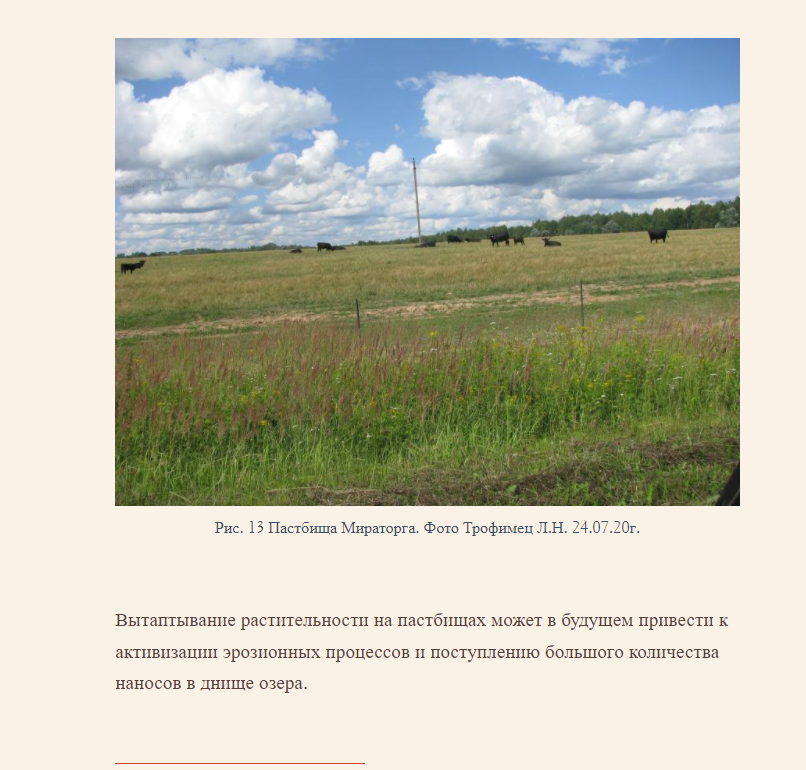 Рис. 13 Пастбища Мираторга. Фото Трофимец Л.Н. 24.07.20г.
Вытаптывание растительности на пастбищах может в будущем привести к
активизации эрозионных процессов и поступлению большого количества
наносов в днище озера.